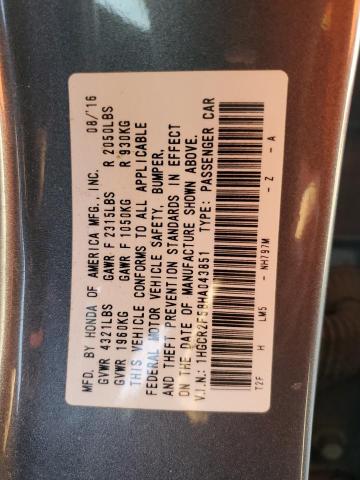 MFD. BY HONDA OF AMERICA MFG., INC. 08/16
GVWR 4321LBS GAWR F 2315LBS R 2050LBS
GVWR 1960KG GAWR F 1050KG R 930KG
THIS VEHICLE CONFORMS TO ALL APPLICABLE
FEDERAL MOTOR VEHICLE SAFETY, BUMPER,
AND THEFT PREVENTION STANDARDS IN EFFECT
ON THE DATE OF MANUFACTURE SHOWN ABOVE.
V.I.N.: 1HGCR2F59HA043851 TYPE: PASSENGER CAR
T2F H LM5 - NH797M - Z - A